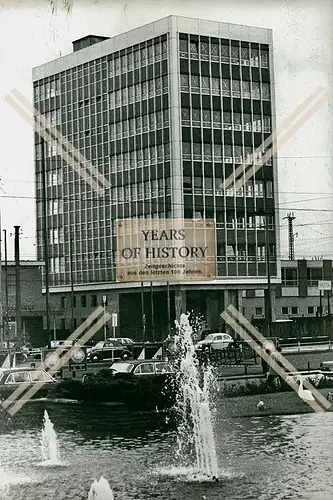 YEARS OF HISTORY
Zeitgeschichte
aus den letzten 100 Jahren